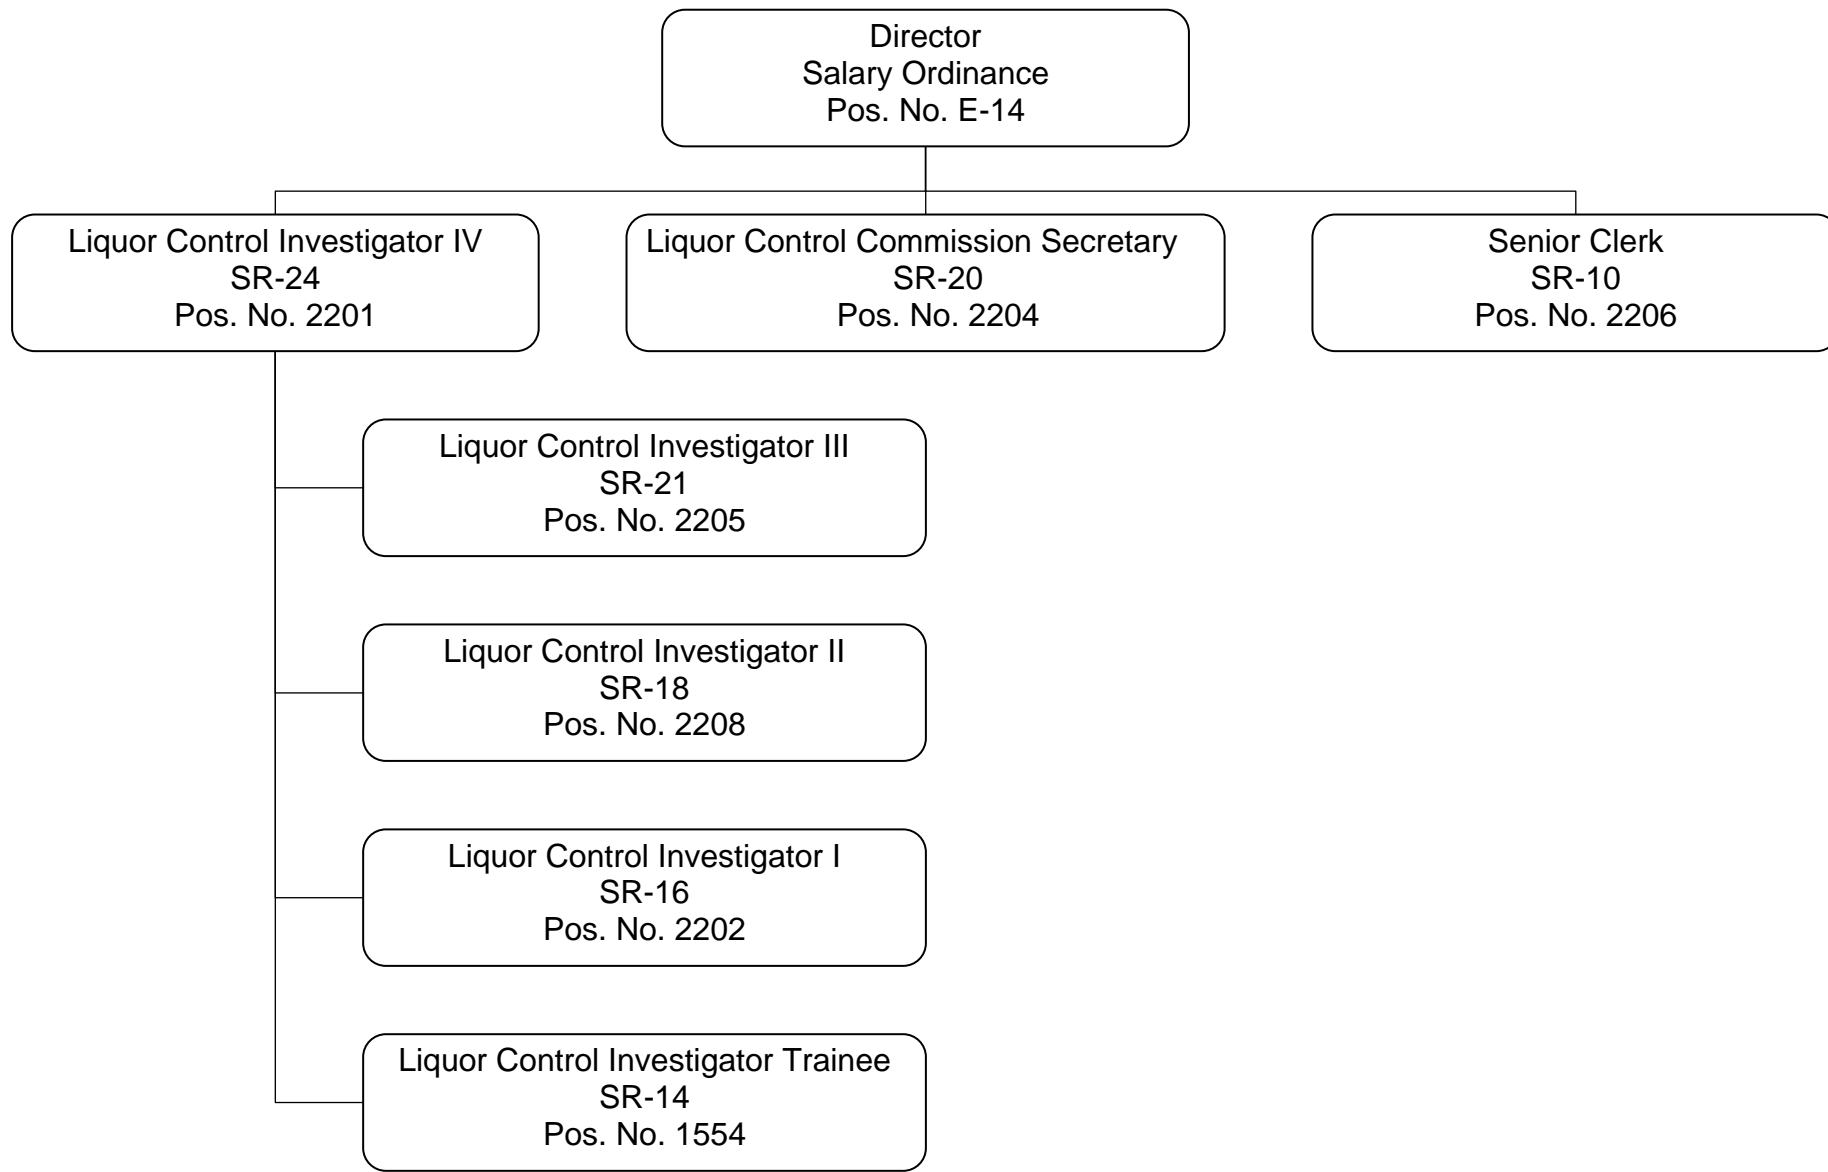 Director
Salary Ordinance
Pos. No. E-14
Liquor Control Investigator IV
SR-24
Pos. No. 2201
Liquor Control Commission Secretary
SR-20
Pos. No. 2204
Senior Clerk
SR-10
Pos. No. 2206
Liquor Control Investigator III
SR-21
Pos. No. 2205
Liquor Control Investigator II
SR-18
Pos. No. 2208
Liquor Control Investigator I
SR-16
Pos. No. 2202
Liquor Control Investigator Trainee
SR-14
Pos. No. 1554